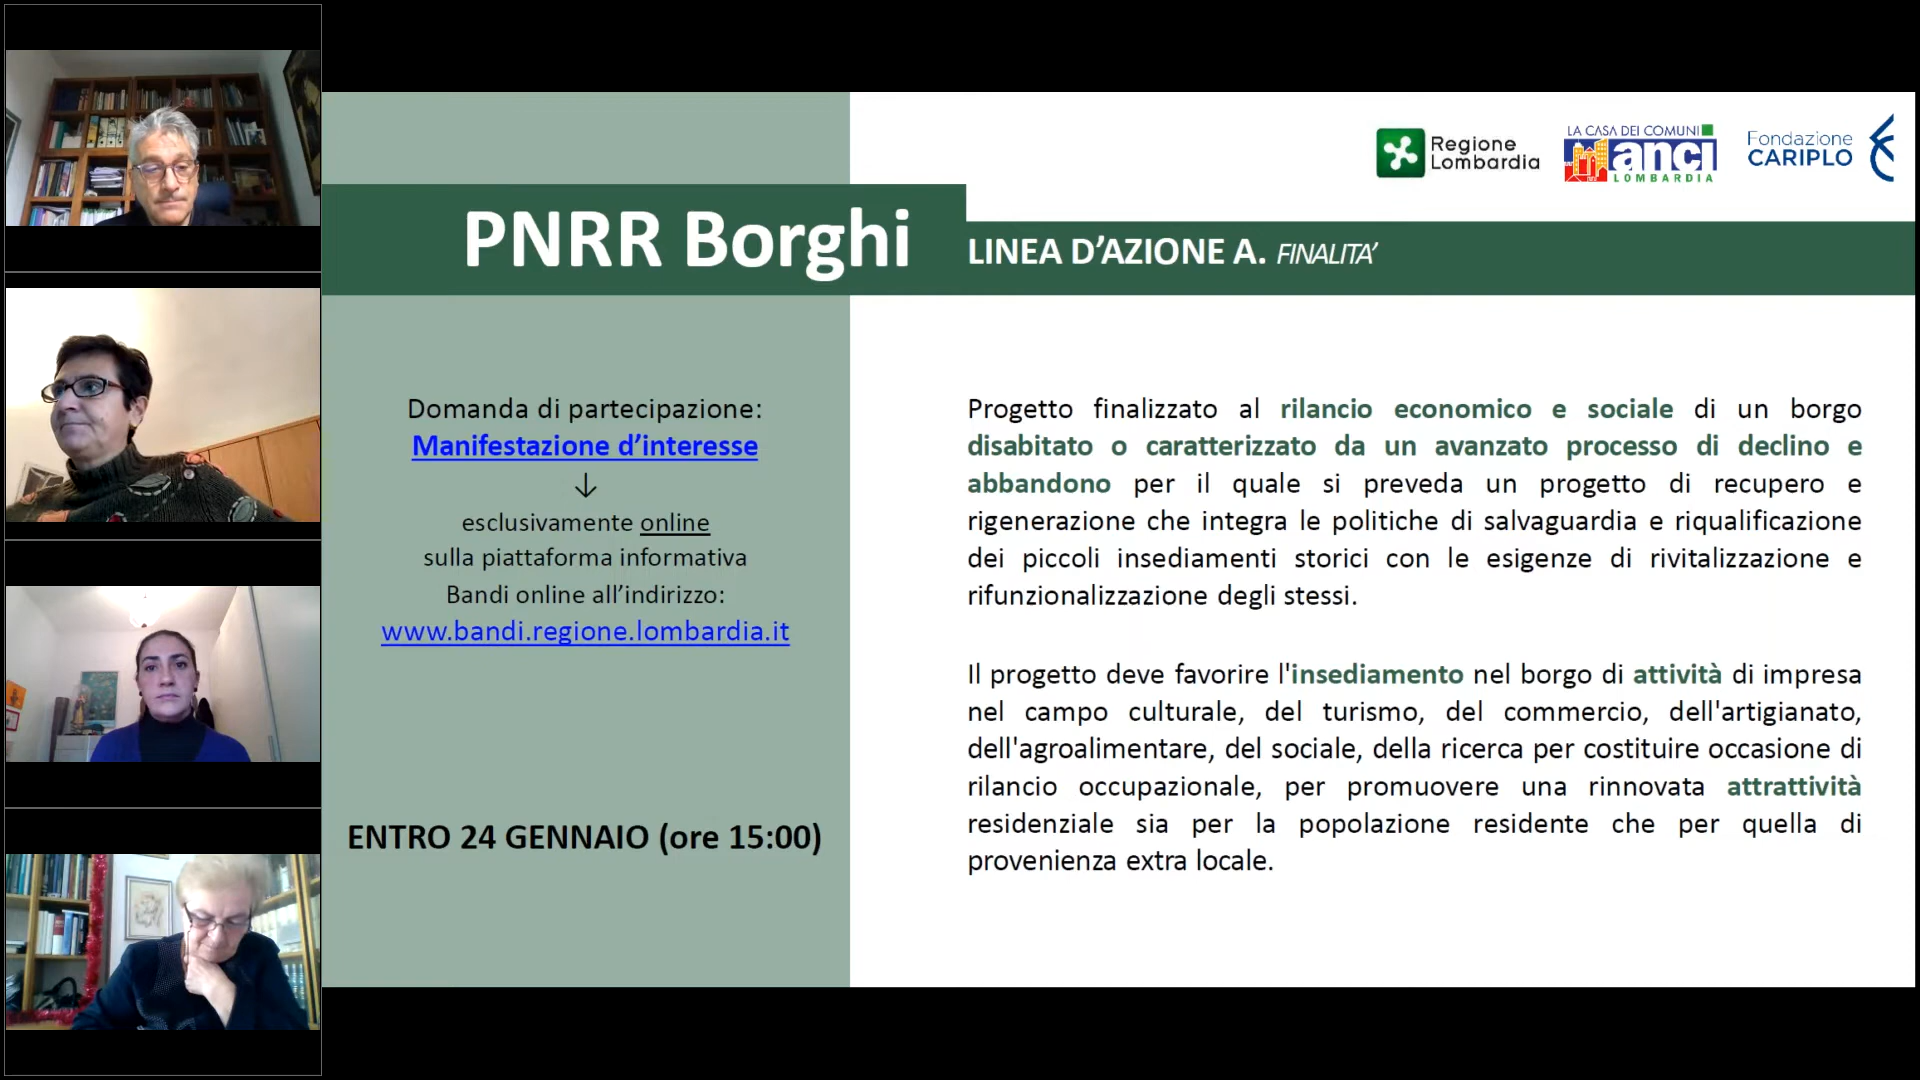 Regione
Lombardia
LA CASA DEI COMUNI
anci
LOMBARDIA
Fondazione
CARIPLO
PNRR Borghi
LINEA D’AZIONE A. FINALITA’
Domanda di partecipazione:
Manifestazione d’interesse
↓
esclusivamente online
sulla piattaforma informativa
Bandi online all’indirizzo:
www.bandi.regione.lombardia.it
ENTRO 24 GENNAIO (ore 15:00)
Progetto finalizzato al rilancio economico e sociale di un borgo
disabitato o caratterizzato da un avanzato processo di declino e
abbandono per il quale si preveda un progetto di recupero e
rigenerazione che integra le politiche di salvaguardia e riqualificazione
dei piccoli insediamenti storici con le esigenze di rivitalizzazione e
rifunzionalizzazione degli stessi.
Il progetto deve favorire l'insediamento nel borgo di attività di impresa
nel campo culturale, del turismo, del commercio, dell'artigianato,
dell'agroalimentare, del sociale, della ricerca per costituire occasione di
rilancio occupazionale, per promuovere una rinnovata attrattività
residenziale sia per la popolazione residente che per quella di
provenienza extra locale.